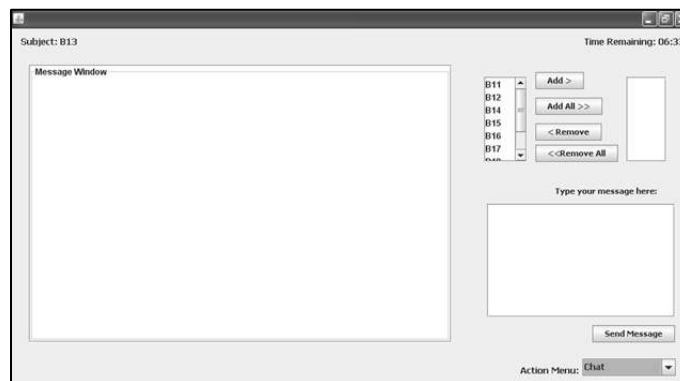 Subject: B13
Time Remaining: 06:3
Message Window
B11
B12
B14
B15
B16
B17
Add >
Add All >>
< Remove
<<Remove All
Type your message here:
Send Message
Action Menu: Chat